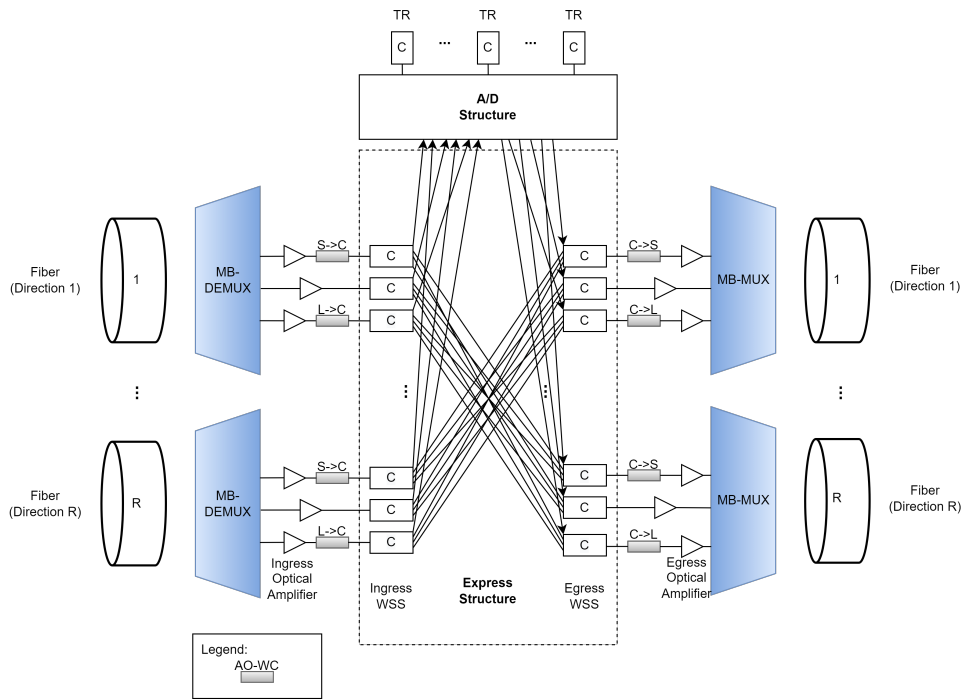 TR TR TR
C ... C ... C
A/D
Structure
S->C C C C->S
Fiber
(Direction 1)
1
MB-
DEMUX
C C
MB-MUX
1
Fiber
(Direction 1)
L->C C C C->L
... ... ... ...
S->C C C C->S
Fiber
(Direction R)
R
MB-
DEMUX
C C
MB-MUX
R
Fiber
(Direction R)
L->C C C C->L
Ingress
Optical
Amplifier
Ingress
WSS
Express
Structure
Egress
WSS
Egress
Optical
Amplifier
Legend:
AO-WC